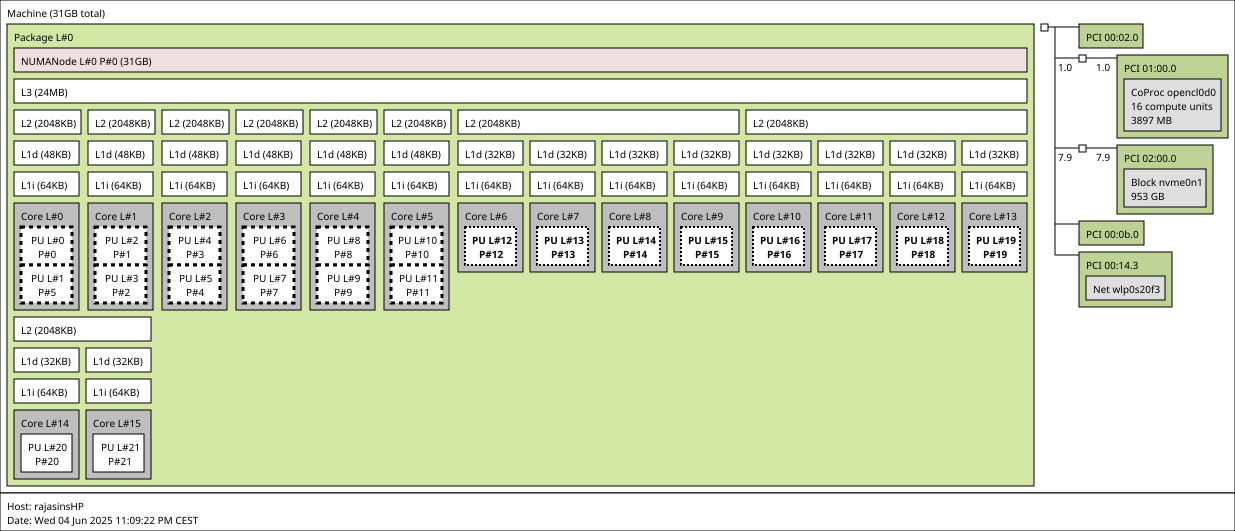 Machine (31GB total)
Package L#0
NUMANode L#0 P#0 (31GB)
L3 (24MB)
L2 (2048KB) L2 (2048KB) L2 (2048KB) L2 (2048KB) L2 (2048KB) L2 (2048KB) L2 (2048KB) L2 (2048KB)
L1d (48KB) L1d (48KB) L1d (48KB) L1d (48KB) L1d (48KB) L1d (48KB) L1d (32KB) L1d (32KB) L1d (32KB) L1d (32KB) L1d (32KB) L1d (32KB) L1d (32KB) L1d (32KB)
L1i (64KB) L1i (64KB) L1i (64KB) L1i (64KB) L1i (64KB) L1i (64KB) L1i (64KB) L1i (64KB) L1i (64KB) L1i (64KB) L1i (64KB) L1i (64KB) L1i (64KB) L1i (64KB)
Core L#0 Core L#1 Core L#2 Core L#3 Core L#4 Core L#5 Core L#6 Core L#7 Core L#8 Core L#9 Core L#10 Core L#11 Core L#12 Core L#13
PU L#0 PU L#2 PU L#4 PU L#6 PU L#8 PU L#10 PU L#12 PU L#13 PU L#14 PU L#15 PU L#16 PU L#17 PU L#18 PU L#19
P#0 P#1 P#3 P#6 P#8 P#10 P#12 P#13 P#14 P#15 P#16 P#17 P#18 P#19
PU L#1 PU L#3 PU L#5 PU L#7 PU L#9 PU L#11
P#5 P#2 P#4 P#7 P#9 P#11
L2 (2048KB)
L1d (32KB) L1d (32KB)
L1i (64KB) L1i (64KB)
Core L#14 Core L#15
PU L#20 PU L#21
P#20 P#21
PCI 00:02.0
1.0 1.0 PCI 01:00.0
CoProc opencl0d0
16 compute units
3897 MB
7.9 7.9 PCI 02:00.0
Block nvme0n1
953 GB
PCI 00:0b.0
PCI 00:14.3
Net wlp0s20f3
Host: rajasinsHP
Date: Wed 04 Jun 2025 11:09:22 PM CEST